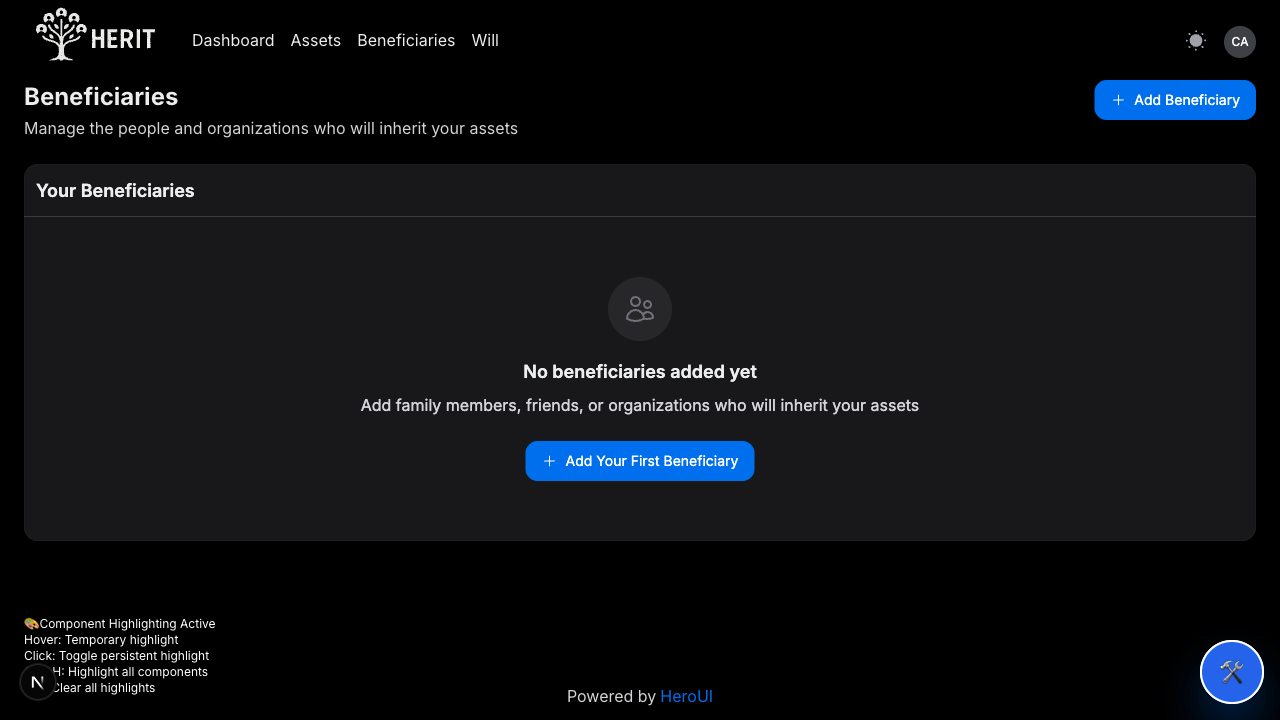 HERIT
Dashboard Assets Beneficiaries Will
CA
Beneficiaries
Manage the people and organizations who will inherit your assets
+ Add Beneficiary
Your Beneficiaries
No beneficiaries added yet
Add family members, friends, or organizations who will inherit your assets
+ Add Your First Beneficiary
🎨Component Highlighting Active
Hover: Temporary highlight
Click: Toggle persistent highlight
H: Highlight all components
Clear all highlights
N
Powered by HeroUI